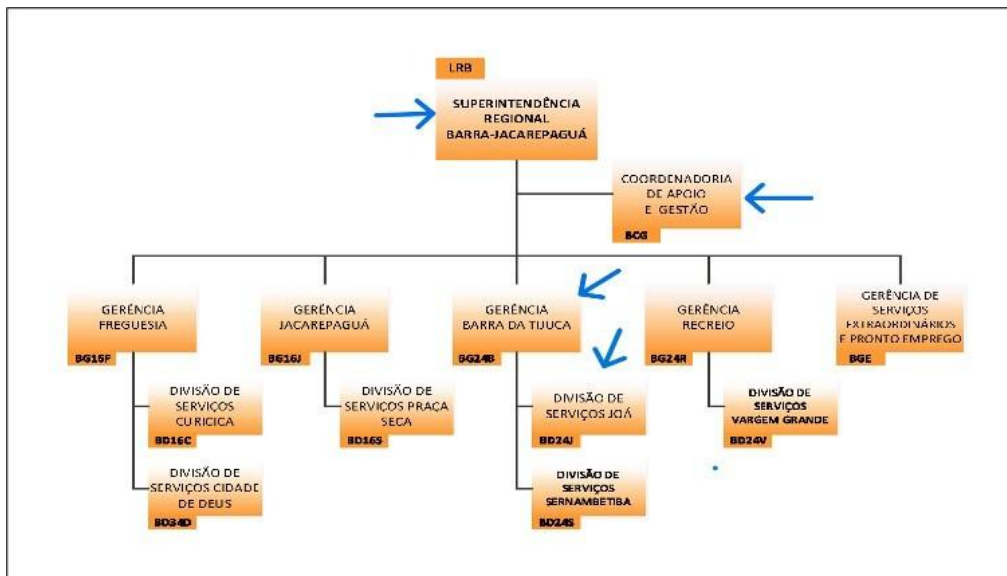 LRB
SUPERINTENDÊNCIA
REGIONAL
BARRA-JACAREPAGUÁ
COORDENADORIA
DE APOIO
E GESTÃO
BCG
GERÊNCIA
FREGUESIA
BG16F
GERÊNCIA
JACAREPAGUÁ
BG16J
GERÊNCIA
BARRA DA TIJUCA
BG24B
GERÊNCIA
RECREIO
BG24R
GERÊNCIA DE
SERVIÇOS
EXTRAORDINÁRIOS
E PRONTO EMPREGO
BGE
DIVISÃO DE
SERVIÇOS
CURICICA
BD16C
DIVISÃO DE
SERVIÇOS PRAÇA
SECA
BD16S
DIVISÃO DE
SERVIÇOS JOÁ
BD24J
DIVISÃO DE
SERVIÇOS
VARGEM GRANDE
BD24V
DIVISÃO DE
SERVIÇOS CIDADE
DE DEUS
BD34D
DIVISÃO DE
SERVIÇOS
SERNAMBETIBA
BD24S